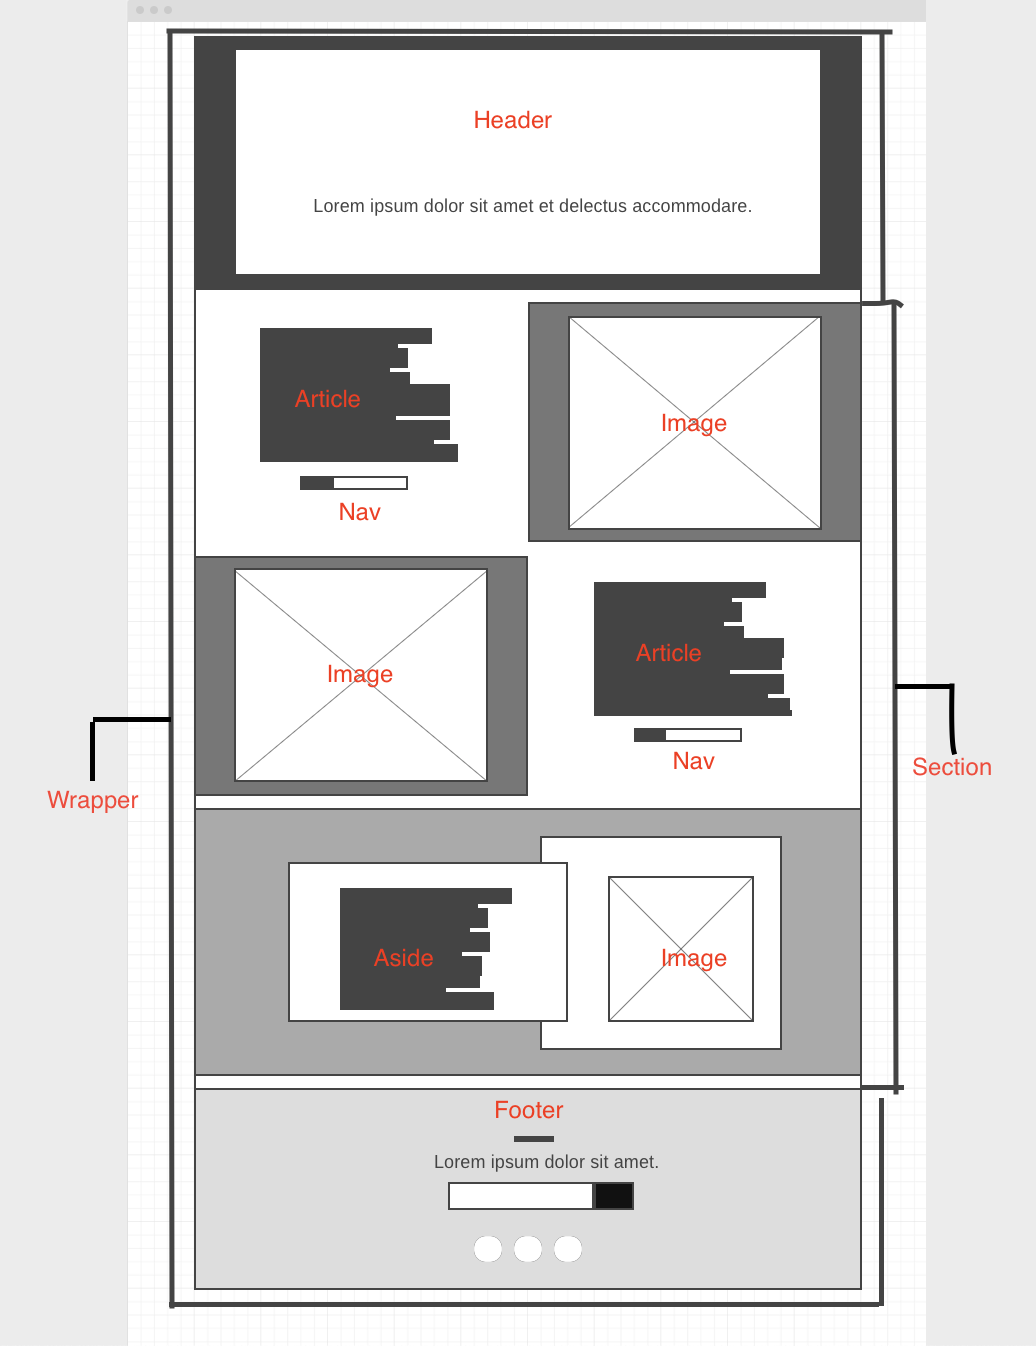 Header
Lorem ipsum dolor sit amet et delectus accommodare.
Article
Image
Nav
Image
Article
Nav
Wrapper
Section
Aside
Image
Footer
Lorem ipsum dolor sit amet.